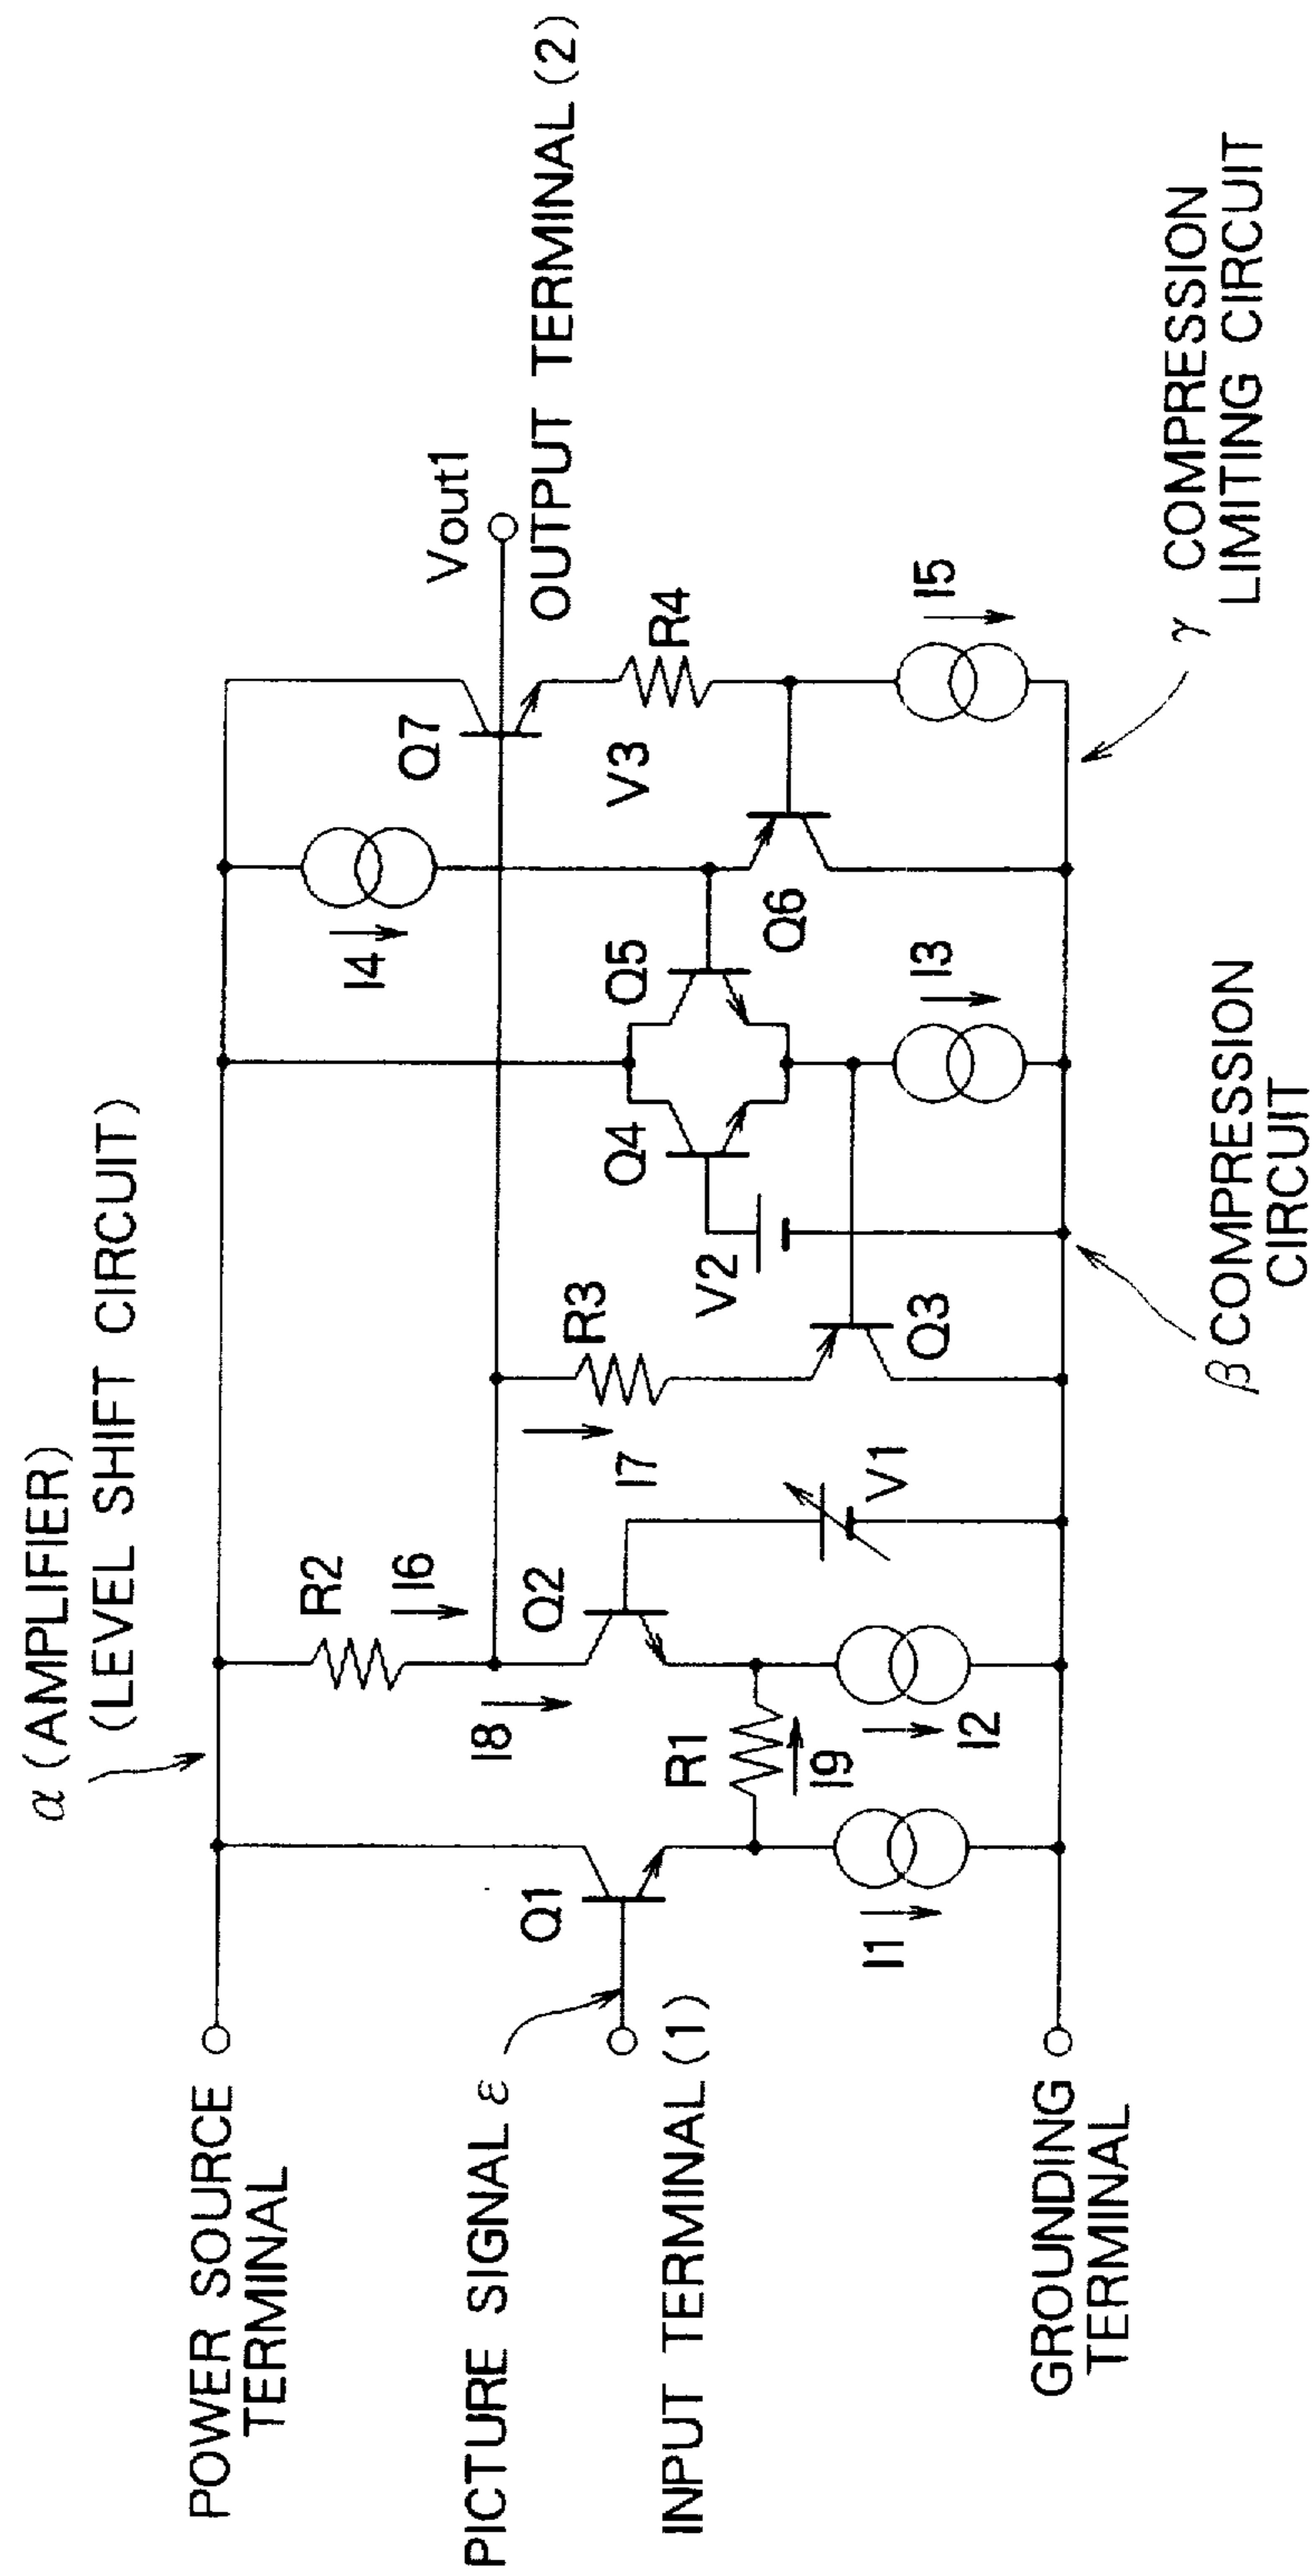 α (AMPLIFIER)
(LEVEL SHIFT CIRCUIT)
POWER SOURCE
TERMINAL
PICTURE SIGNAL ε
INPUT TERMINAL (1)
GROUNDING
TERMINAL
Q1
I1
R1
I9
I2
R2
I6
I8
Q2
V1
I7
R3
Q3
V2
Q4
Q5
I3
I4
Q6
V3
Q7
R4
I5
Vout1
OUTPUT TERMINAL (2)
β COMPRESSION
CIRCUIT
γ COMPRESSION
LIMITING CIRCUIT